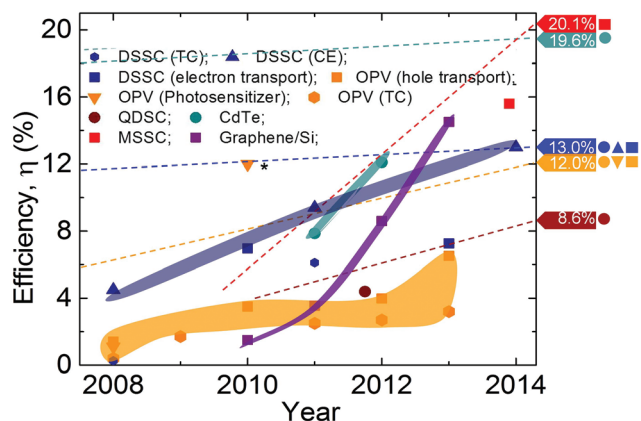 20
16
12
8
4
0
Efficiency, η (%)
DSSC (TC); DSSC (CE);
DSSC (electron transport); OPV (hole transport);
OPV (Photosensitizer); OPV (TC)
QDSC; CdTe;
MSSC; Graphene/Si;
*
20.1%
19.6%
13.0%
12.0%
8.6%
2008 2010 2012 2014
Year